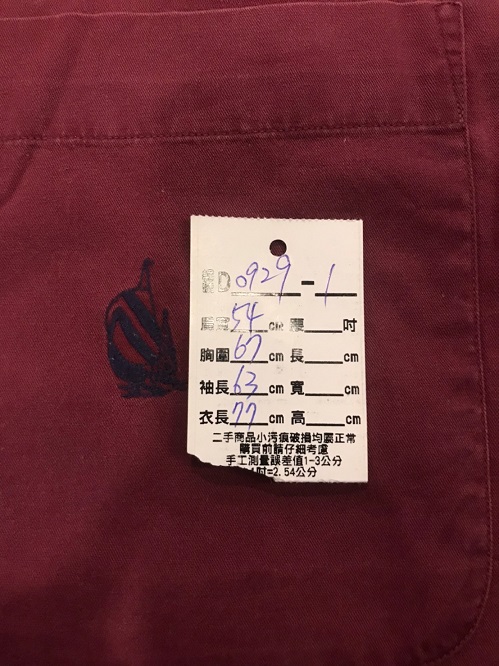 D 0929-1
54 cm 腰 吋
胸圍 67 cm 長 cm
袖長 63 cm 寬 cm
衣長 77 cm 高 cm
二手商品小污痕破損均屬正常
購買前請仔細考慮
手工測量誤差值1-3公分
吋=2.54公分